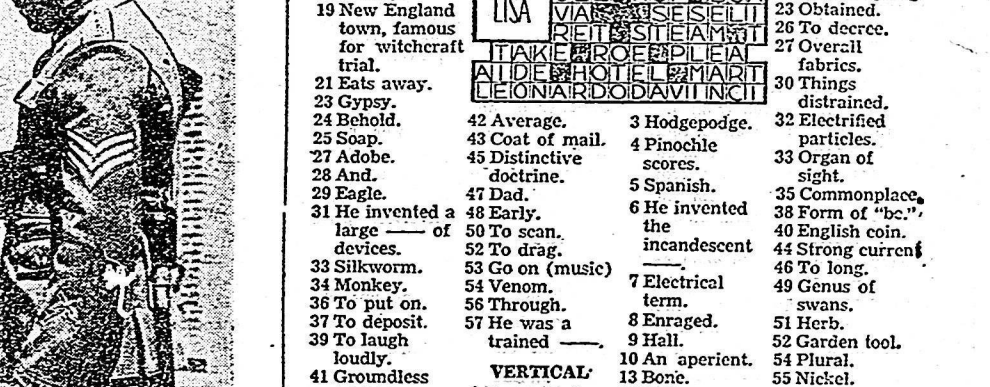 19 New England
town, famous
for witchcraft
trial.
21 Eats away.
23 Gypsy.
24 Behold.
25 Soap.
27 Adobe.
28 And.
29 Eagle.
31 He invented a
large — of
devices.
33 Silkworm.
34 Monkey.
36 To put on.
37 To deposit.
39 To laugh
loudly.
41 Groundless
LISA
VIA SESELI
REIT STEAM T
TAKE ROE PLEA
AIDE HOTEL MART
LEONARDODAVINCI
42 Average.
43 Coat of mail.
45 Distinctive
doctrine.
47 Dad.
48 Early.
50 To scan.
52 To drag.
53 Go on (music)
54 Venom.
56 Through.
57 He was a
trained —.
VERTICAL
3 Hodgepodge.
4 Pinochle
scores.
5 Spanish.
6 He invented
the
incandescent
—.
7 Electrical
term.
8 Enraged.
9 Hall.
10 An aperient.
13 Bone.
23 Obtained.
26 To decree.
27 Overall
fabrics.
30 Things
distrained.
32 Electrified
particles.
33 Organ of
sight.
35 Commonplace.
38 Form of "be."
40 English coin.
44 Strong current
46 To long.
49 Genus of
swans.
51 Herb.
52 Garden tool.
54 Plural.
55 Nickel.